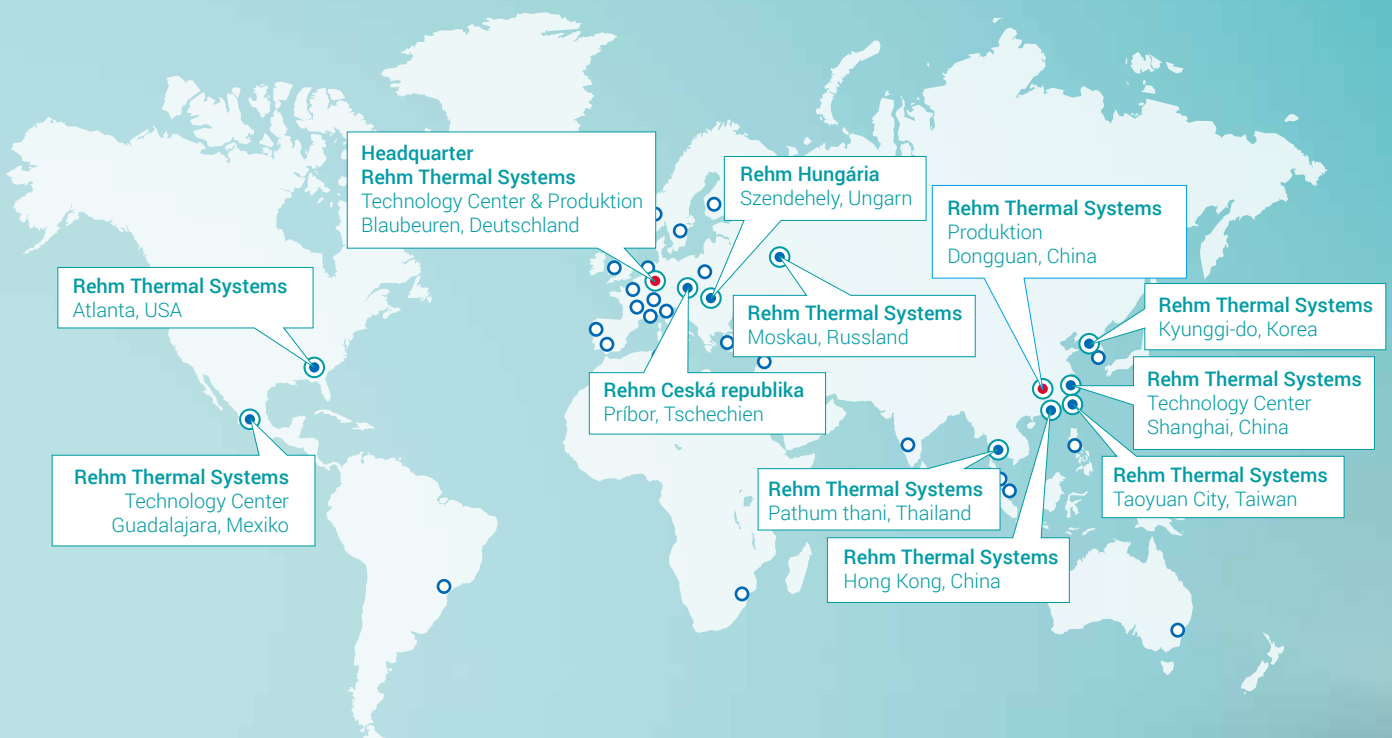 Headquarter
Rehm Thermal Systems
Technology Center & Produktion
Blaubeuren, Deutschland
Rehm Hungária
Szendehely, Ungarn
Rehm Thermal Systems
Produktion
Dongguan, China
Rehm Thermal Systems
Atlanta, USA
Rehm Thermal Systems
Moskau, Russland
Rehm Thermal Systems
Kyunggi-do, Korea
Rehm Ceská republika
Príbor, Tschechien
Rehm Thermal Systems
Technology Center
Shanghai, China
Rehm Thermal Systems
Technology Center
Guadalajara, Mexiko
Rehm Thermal Systems
Pathum thani, Thailand
Rehm Thermal Systems
Taoyuan City, Taiwan
Rehm Thermal Systems
Hong Kong, China